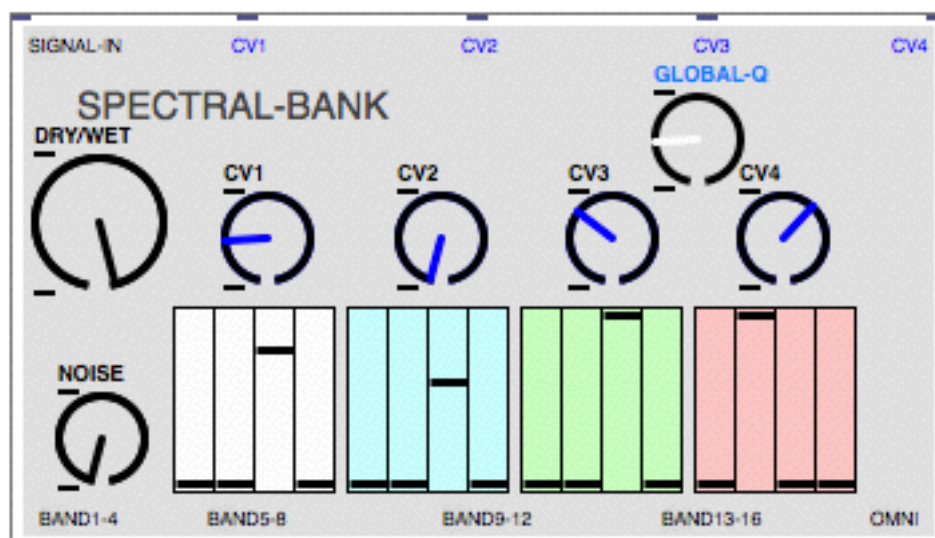 SIGNAL-IN CV1 CV2 CV3 CV4
GLOBAL-Q
SPECTRAL-BANK
DRY/WET
CV1 CV2 CV3 CV4
NOISE
BAND1-4 BAND5-8 BAND9-12 BAND13-16 OMNI